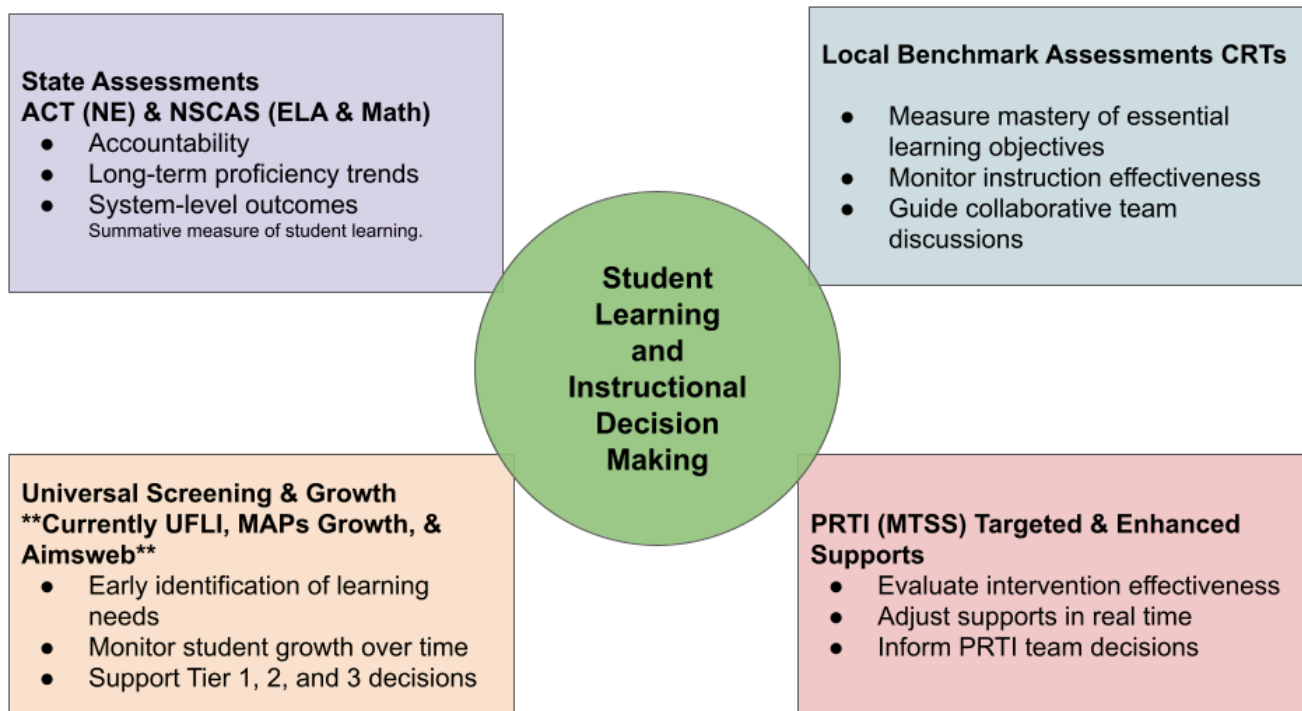 State Assessments
ACT (NE) & NSCAS (ELA & Math)
● Accountability
● Long-term proficiency trends
● System-level outcomes
Summative measure of student learning.
Local Benchmark Assessments CRTs
● Measure mastery of essential
learning objectives
● Monitor instruction effectiveness
● Guide collaborative team
discussions
Student
Learning
and
Instructional
Decision
Making
Universal Screening & Growth
**Currently UFLI, MAPs Growth, &
Aimsweb**
● Early identification of learning
needs
● Monitor student growth over time
● Support Tier 1, 2, and 3 decisions
PRTI (MTSS) Targeted & Enhanced
Supports
● Evaluate intervention effectiveness
● Adjust supports in real time
● Inform PRTI team decisions